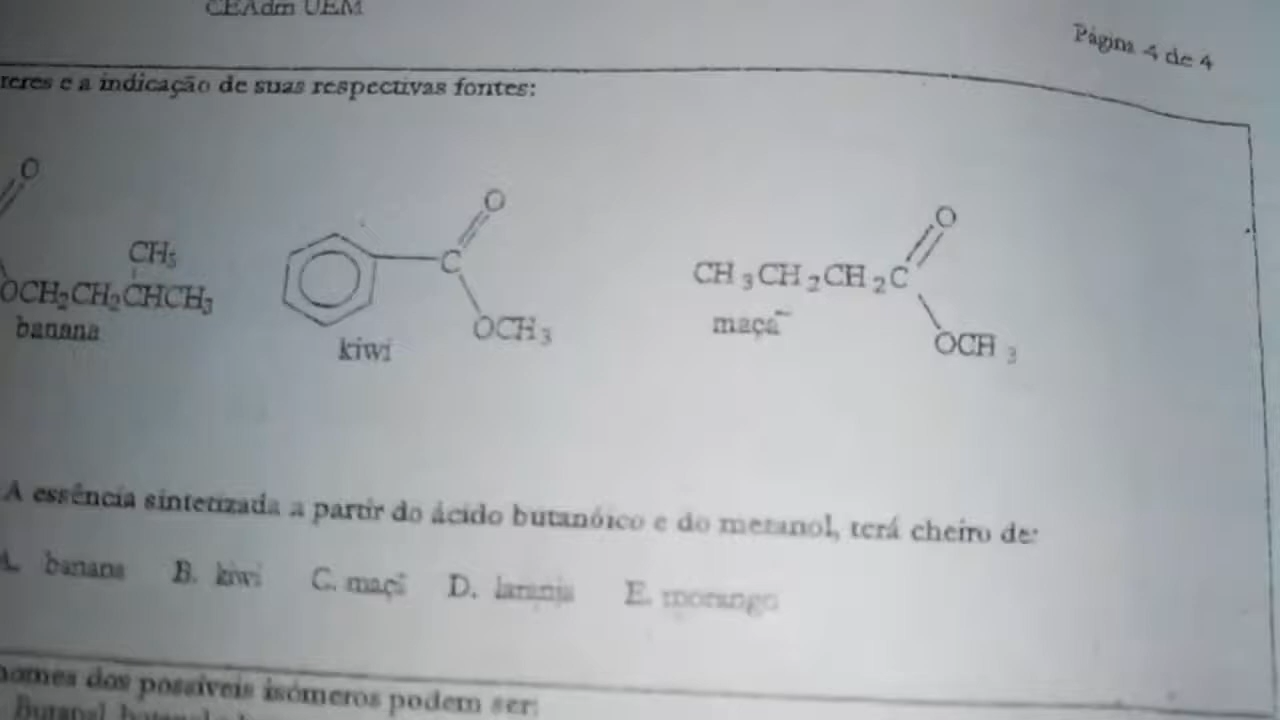 CEAdm UEM
Página 4 de 4
teres e a indicação de suas respectivas fontes:
O
CH3
OCH2CH2CHCH3
banana
O
C
OCH3
kiwi
O
CH3CH2CH2C
OCH3
maçã
A essência sintetizada a partir do ácido butanóico e do metanol, terá cheiro de:
A. banana B. kiwi C. maçã D. laranja E. morango
nomes dos possíveis isómeros podem ser:
Butanal,